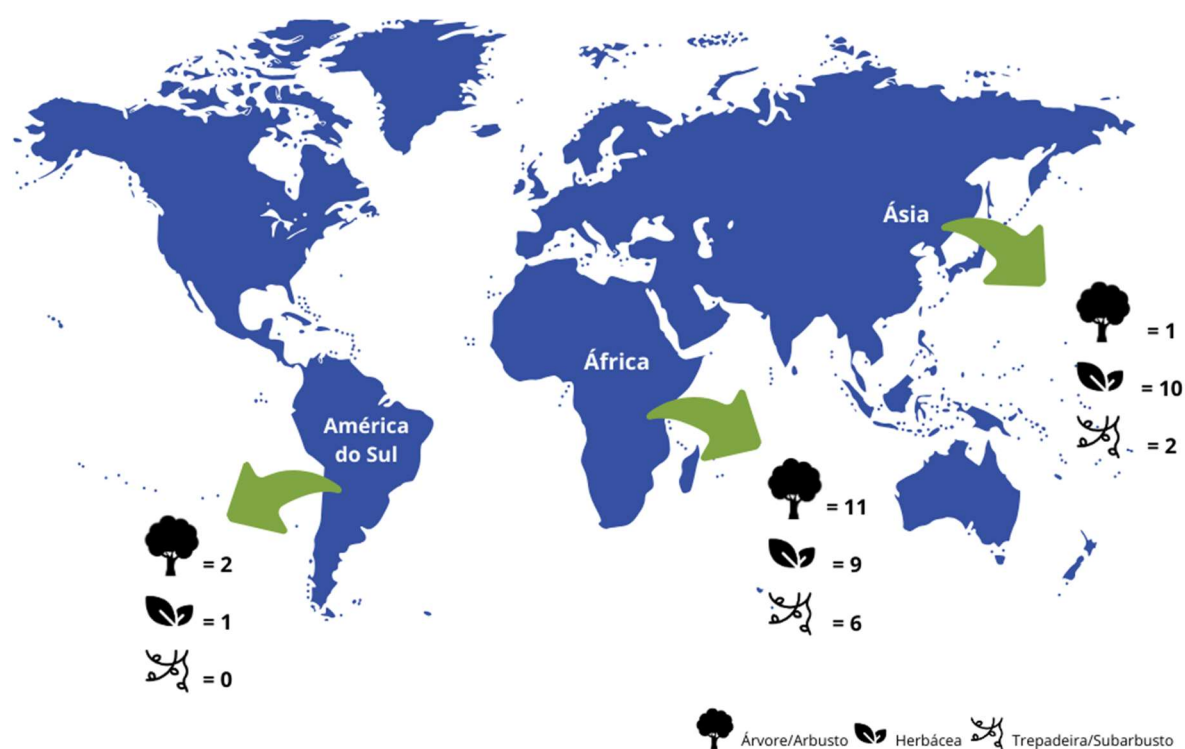 Ásia
= 1
= 10
= 2
África
= 11
= 9
= 6
América
do Sul
= 2
= 1
= 0
Árvore/Arbusto Herbácea Trepadeira/Subarbusto